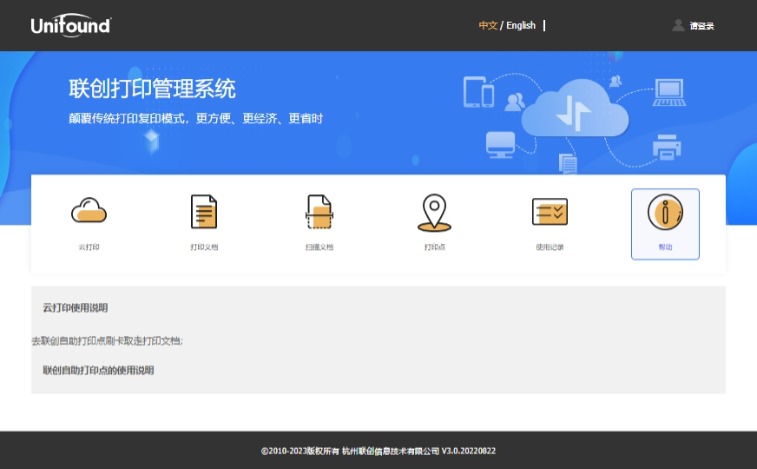 Unifound
中文 / English
请登录
联创打印管理系统
颠覆传统打印复印模式，更方便、更经济、更省时
云打印
打印文档
扫描文档
打印点
使用记录
帮助
云打印使用说明
去联创自助打印点刷卡取走打印文档;
联创自助打印点的使用说明
©2010-2023版权所有 杭州联创信息技术有限公司 V3.0.20220822